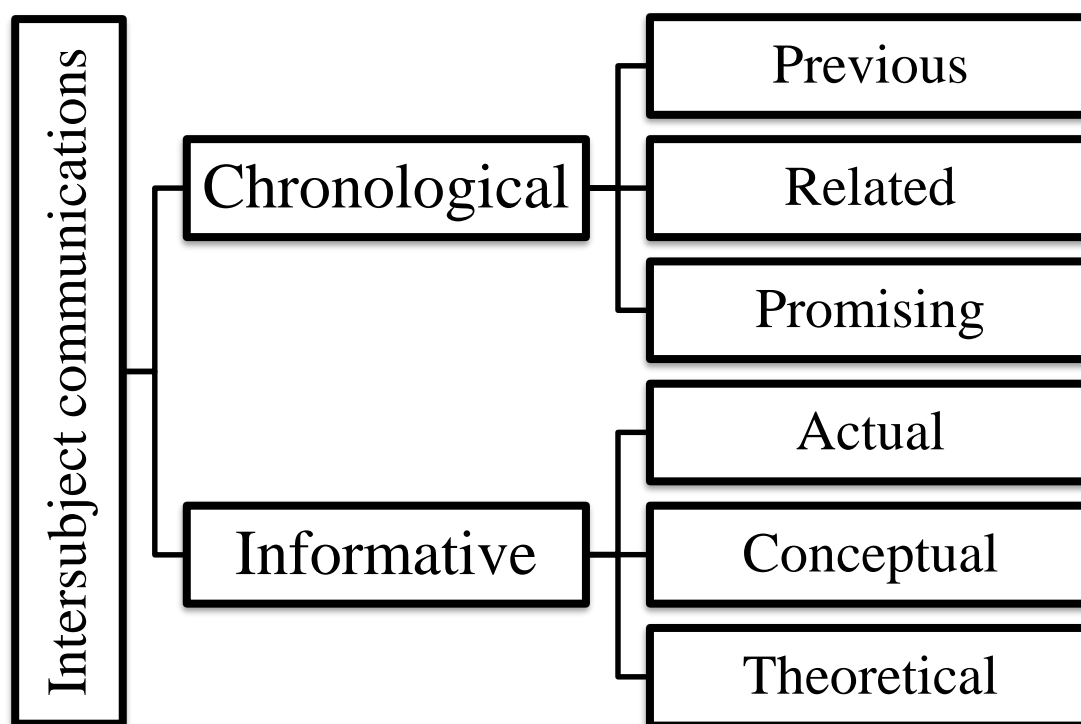 Intersubject communications
Chronological
Previous
Related
Promising
Informative
Actual
Conceptual
Theoretical